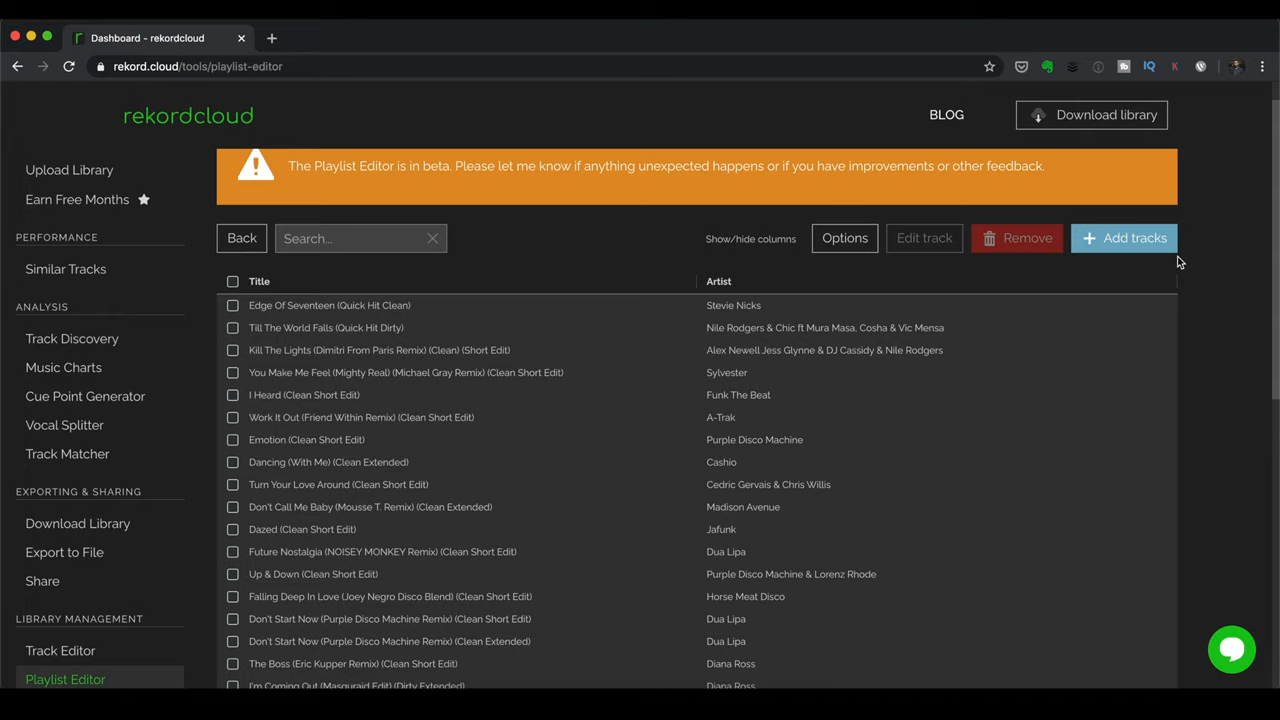 Dashboard - rekordcloud
rekord.cloud/tools/playlist-editor
rekordcloud
BLOG
Download library
The Playlist Editor is in beta. Please let me know if anything unexpected happens or if you have improvements or other feedback.
Upload Library
Earn Free Months
PERFORMANCE
Similar Tracks
ANALYSIS
Track Discovery
Music Charts
Cue Point Generator
Vocal Splitter
Track Matcher
EXPORTING & SHARING
Download Library
Export to File
Share
LIBRARY MANAGEMENT
Track Editor
Playlist Editor
Back
Search...
Show/hide columns
Options
Edit track
Remove
+ Add tracks
Title Artist
Edge Of Seventeen (Quick Hit Clean) Stevie Nicks
Till The World Falls (Quick Hit Dirty) Nile Rodgers & Chic ft Mura Masa, Cosha & Vic Mensa
Kill The Lights (Dimitri From Paris Remix) (Clean) (Short Edit) Alex Newell Jess Glynne & DJ Cassidy & Nile Rodgers
You Make Me Feel (Mighty Real) (Michael Gray Remix) (Clean Short Edit) Sylvester
I Heard (Clean Short Edit) Funk The Beat
Work It Out (Friend Within Remix) (Clean Short Edit) A-Trak
Emotion (Clean Short Edit) Purple Disco Machine
Dancing (With Me) (Clean Extended) Cashio
Turn Your Love Around (Clean Short Edit) Cedric Gervais & Chris Willis
Don't Call Me Baby (Mousse T. Remix) (Clean Extended) Madison Avenue
Dazed (Clean Short Edit) Jafunk
Future Nostalgia (NOISEY MONKEY Remix) (Clean Short Edit) Dua Lipa
Up & Down (Clean Short Edit) Purple Disco Machine & Lorenz Rhode
Falling Deep In Love (Joey Negro Disco Blend) (Clean Short Edit) Horse Meat Disco
Don't Start Now (Purple Disco Machine Remix) (Clean Short Edit) Dua Lipa
Don't Start Now (Purple Disco Machine Remix) (Clean Extended) Dua Lipa
The Boss (Eric Kupper Remix) (Clean Short Edit) Diana Ross
I'm Coming Out (Masquraid Edit) (Dirty Extended) Diana Ross